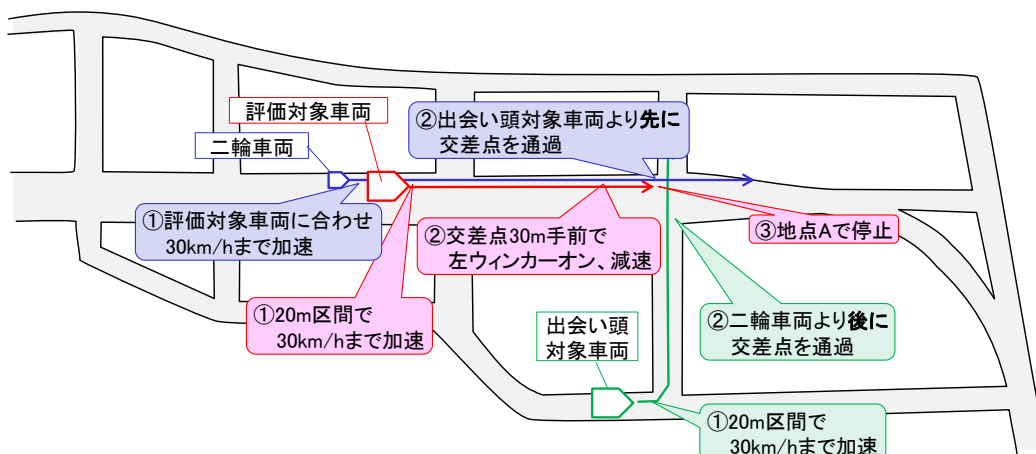 評価対象車両
二輪車両
②出会い頭対象車両より先に
交差点を通過
①評価対象車両に合わせ
30km/hまで加速
②交差点30m手前で
左ウィンカーオン、減速
③地点Aで停止
①20m区間で
30km/hまで加速
出会い頭
対象車両
②二輪車両より後に
交差点を通過
①20m区間で
30km/hまで加速